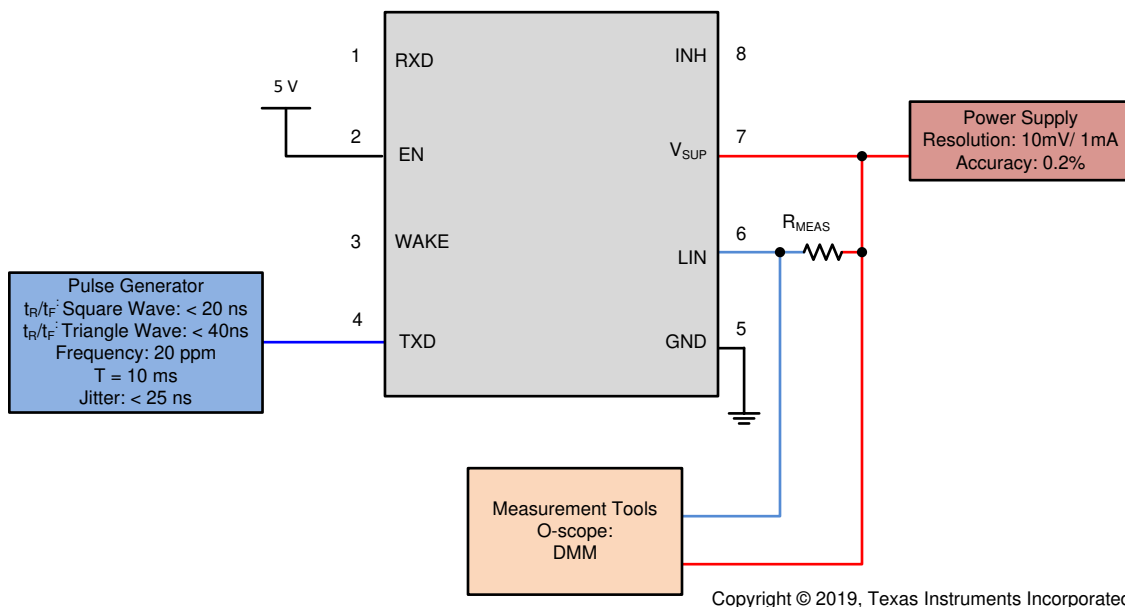 1
RXD
INH
8
5 V
2
EN
VSUP
7
Power Supply
Resolution: 10mV/ 1mA
Accuracy: 0.2%
3
WAKE
RMEAS
6
LIN
Pulse Generator
tR/tF: Square Wave: < 20 ns
tR/tF: Triangle Wave: < 40ns
Frequency: 20 ppm
T = 10 ms
Jitter: < 25 ns
4
TXD
5
GND
Measurement Tools
O-scope:
DMM
Copyright © 2019, Texas Instruments Incorporated